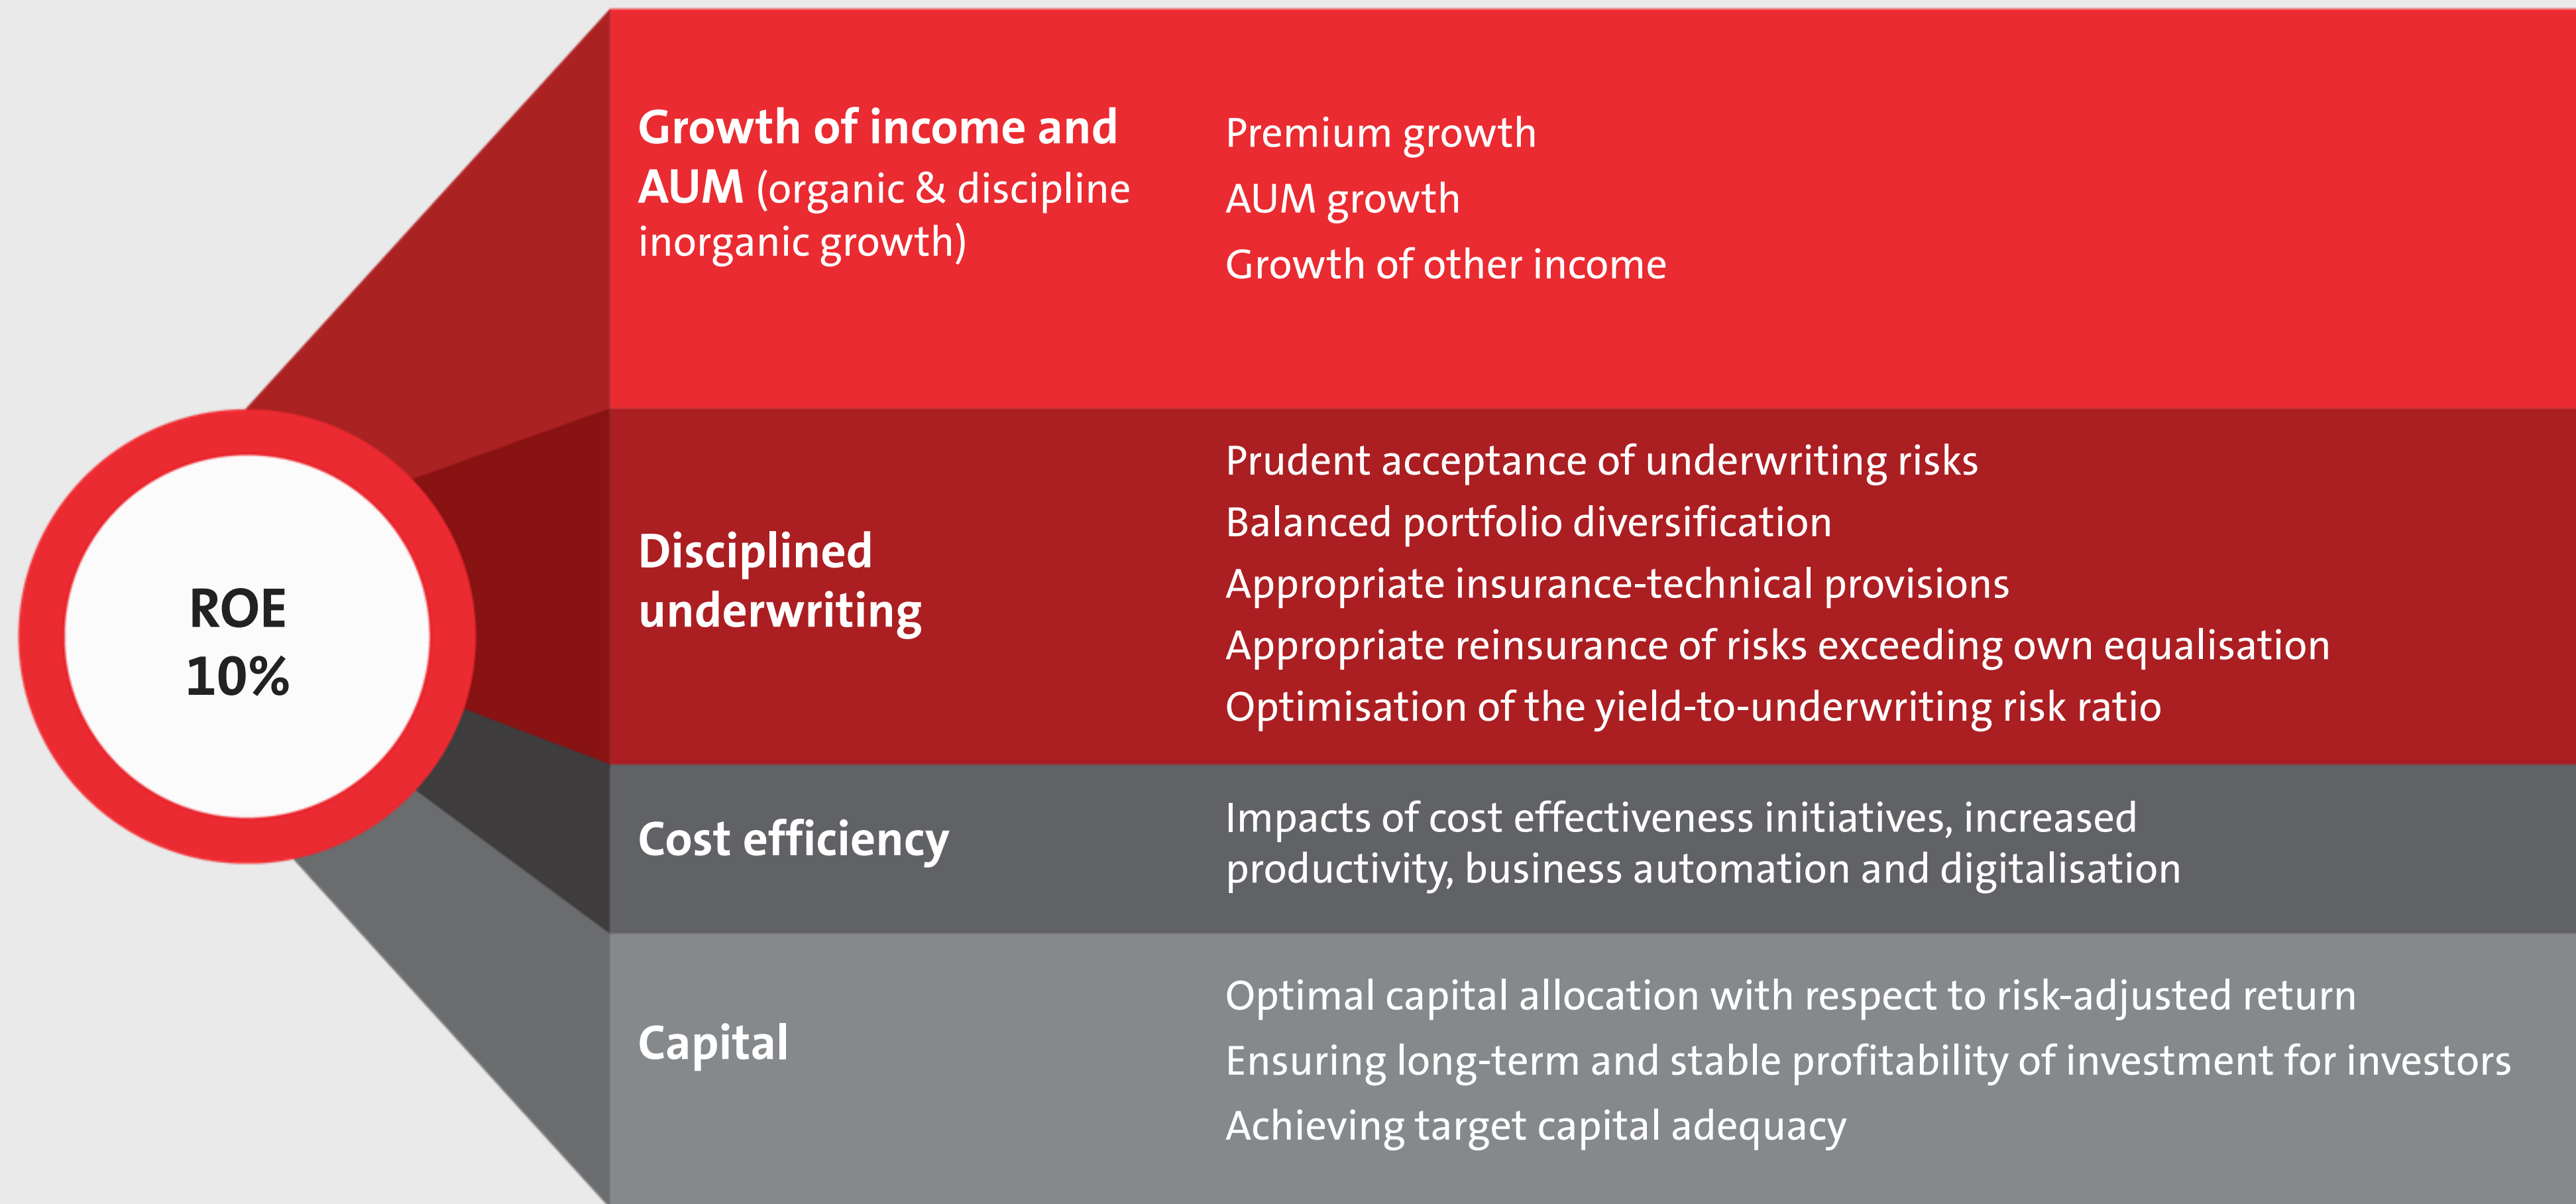 ROE
10%
Growth of income and
AUM (organic & discipline
inorganic growth)
Premium growth
AUM growth
Growth of other income
Disciplined
underwriting
Prudent acceptance of underwriting risks
Balanced portfolio diversification
Appropriate insurance-technical provisions
Appropriate reinsurance of risks exceeding own equalisation
Optimisation of the yield-to-underwriting risk ratio
Cost efficiency
Impacts of cost effectiveness initiatives, increased
productivity, business automation and digitalisation
Capital
Optimal capital allocation with respect to risk-adjusted return
Ensuring long-term and stable profitability of investment for investors
Achieving target capital adequacy